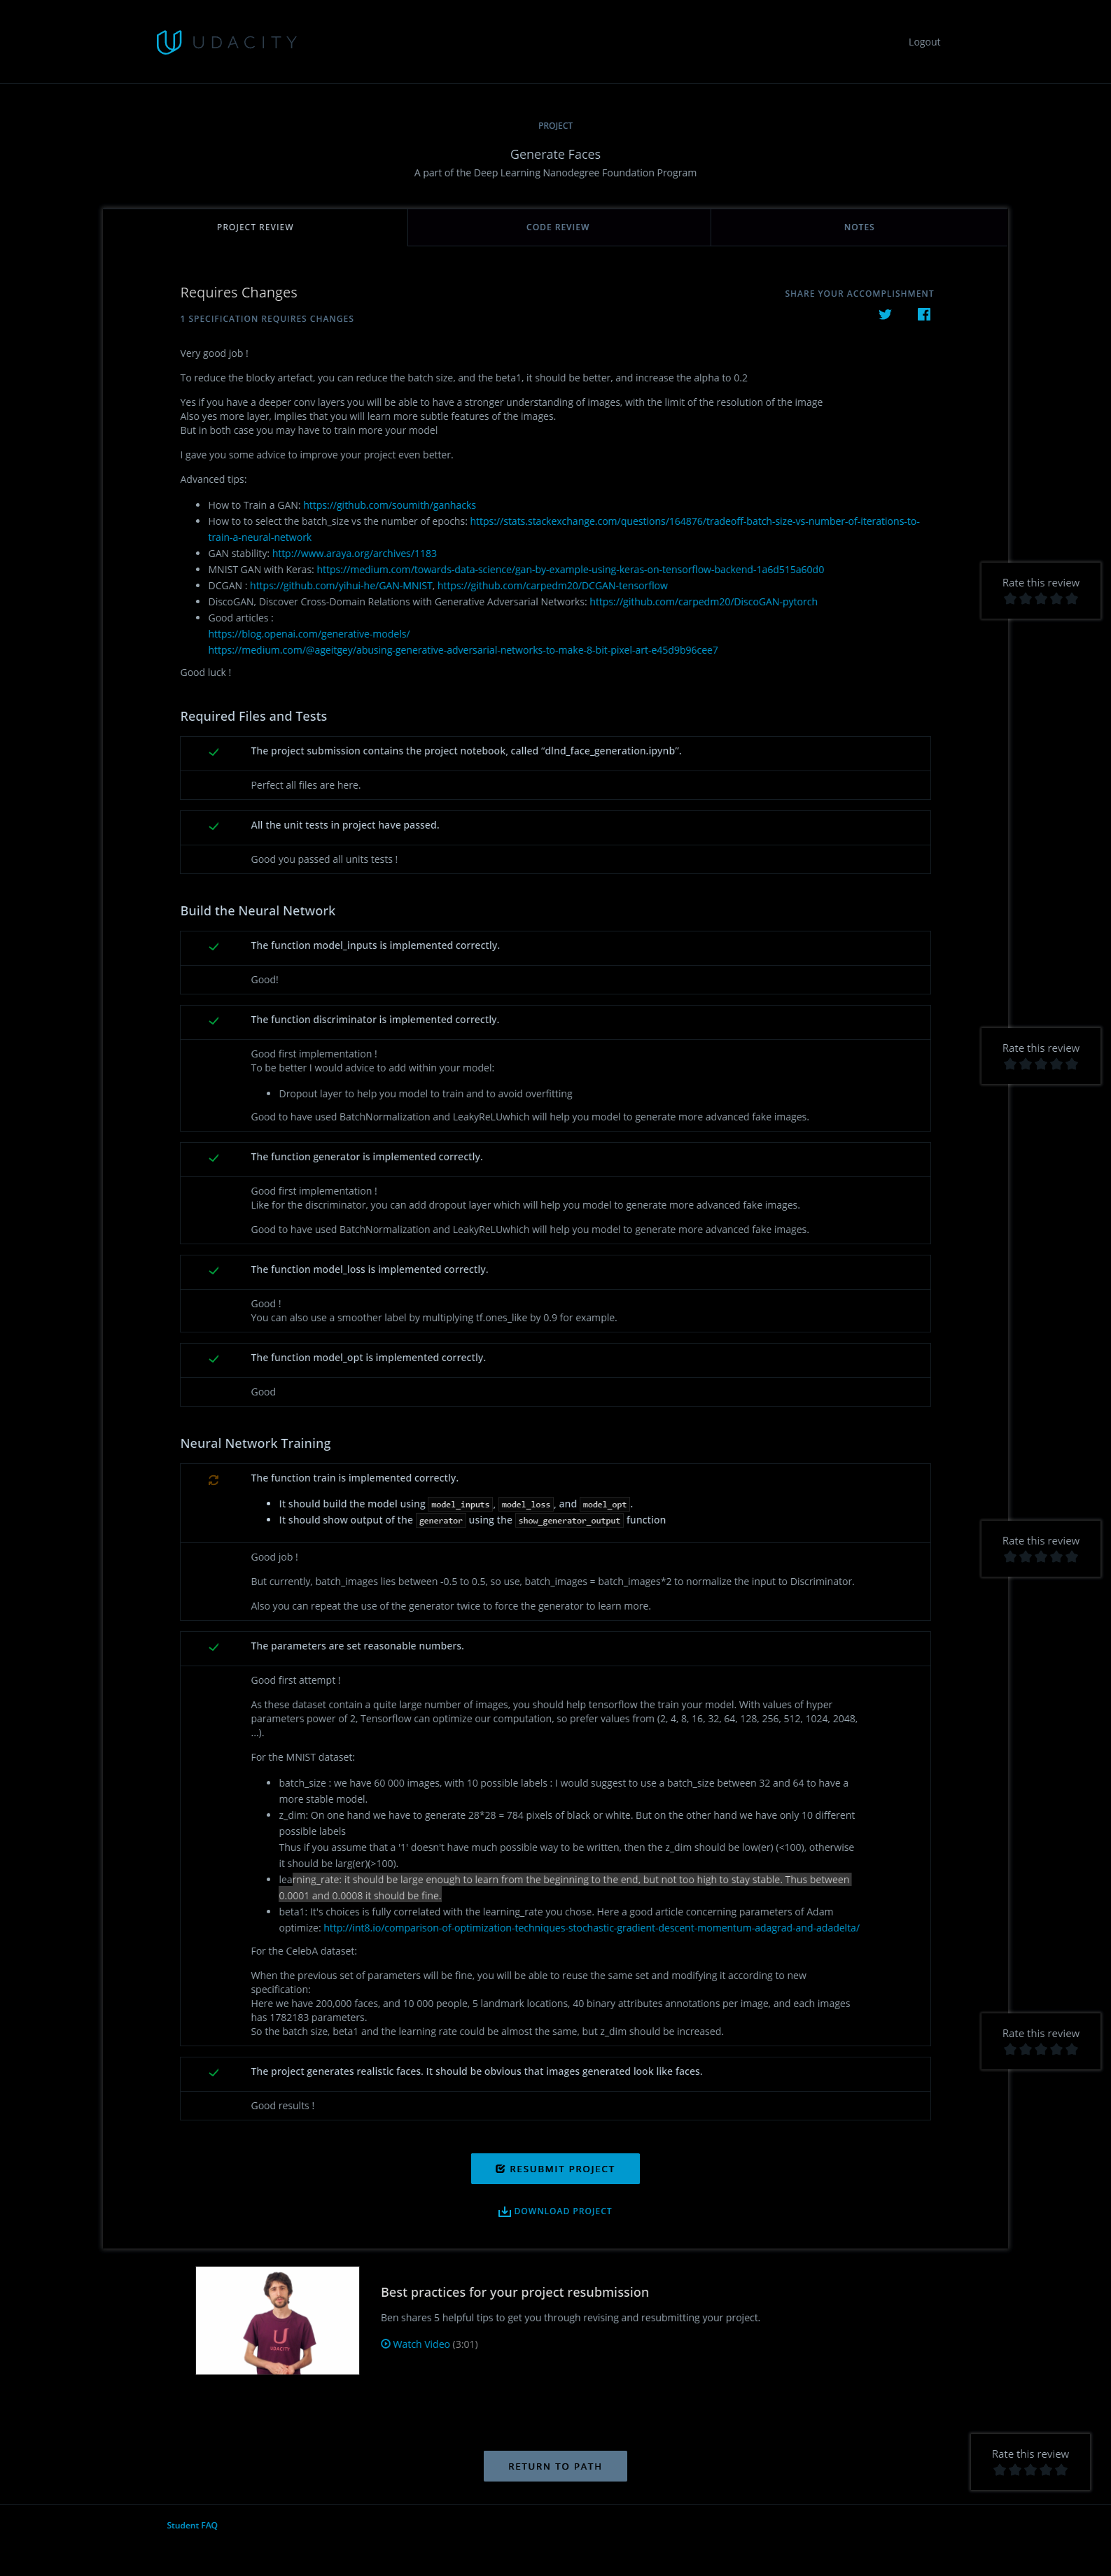 UDACITY
Logout
PROJECT
Generate Faces
A part of the Deep Learning Nanodegree Foundation Program
PROJECT REVIEW
CODE REVIEW
NOTES
Requires Changes
SHARE YOUR ACCOMPLISHMENT
1 SPECIFICATION REQUIRES CHANGES
Very good job !
To reduce the blocky artefact, you can reduce the batch size, and the beta1, it should be better, and increase the alpha to 0.2
Yes if you have a deeper conv layers you will be able to have a stronger understanding of images, with the limit of the resolution of the image
Also yes more layer, implies that you will learn more subtle features of the images.
But in both case you may have to train more your model
I gave you some advice to improve your project even better.
Advanced tips:
How to Train a GAN: https://github.com/soumith/ganhacks
How to to select the batch_size vs the number of epochs: https://stats.stackexchange.com/questions/164876/tradeoff-batch-size-vs-number-of-iterations-to-
train-a-neural-network
GAN stability: http://www.araya.org/archives/1183
MNIST GAN with Keras: https://medium.com/towards-data-science/gan-by-example-using-keras-on-tensorflow-backend-1a6d515a60d0
DCGAN : https://github.com/yihui-he/GAN-MNIST, https://github.com/carpedm20/DCGAN-tensorflow
DiscoGAN, Discover Cross-Domain Relations with Generative Adversarial Networks: https://github.com/carpedm20/DiscoGAN-pytorch
Good articles :
https://blog.openai.com/generative-models/
https://medium.com/@ageitgey/abusing-generative-adversarial-networks-to-make-8-bit-pixel-art-e45d9b96cee7
Rate this review
Good luck !
Required Files and Tests
The project submission contains the project notebook, called “dlnd_face_generation.ipynb”.
Perfect all files are here.
All the unit tests in project have passed.
Good you passed all units tests !
Build the Neural Network
The function model_inputs is implemented correctly.
Good!
The function discriminator is implemented correctly.
Good first implementation !
To be better I would advice to add within your model:
Dropout layer to help you model to train and to avoid overfitting
Good to have used BatchNormalization and LeakyReLUwhich will help you model to generate more advanced fake images.
Rate this review
The function generator is implemented correctly.
Good first implementation !
Like for the discriminator, you can add dropout layer which will help you model to generate more advanced fake images.
Good to have used BatchNormalization and LeakyReLUwhich will help you model to generate more advanced fake images.
The function model_loss is implemented correctly.
Good !
You can also use a smoother label by multiplying tf.ones_like by 0.9 for example.
The function model_opt is implemented correctly.
Good
Neural Network Training
The function train is implemented correctly.
It should build the model using model_inputs, model_loss, and model_opt.
It should show output of the generator using the show_generator_output function
Good job !
But currently, batch_images lies between -0.5 to 0.5, so use, batch_images = batch_images*2 to normalize the input to Discriminator.
Also you can repeat the use of the generator twice to force the generator to learn more.
Rate this review
The parameters are set reasonable numbers.
Good first attempt !
As these dataset contain a quite large number of images, you should help tensorflow the train your model. With values of hyper
parameters power of 2, Tensorflow can optimize our computation, so prefer values from (2, 4, 8, 16, 32, 64, 128, 256, 512, 1024, 2048,
...).
For the MNIST dataset:
batch_size : we have 60 000 images, with 10 possible labels : I would suggest to use a batch_size between 32 and 64 to have a
more stable model.
z_dim: On one hand we have to generate 28*28 = 784 pixels of black or white. But on the other hand we have only 10 different
possible labels
Thus if you assume that a '1' doesn't have much possible way to be written, then the z_dim should be low(er) (<100), otherwise
it should be larg(er)(>100).
learning_rate: it should be large enough to learn from the beginning to the end, but not too high to stay stable. Thus between
0.0001 and 0.0008 it should be fine.
beta1: It's choices is fully correlated with the learning_rate you chose. Here a good article concerning parameters of Adam
optimize: http://int8.io/comparison-of-optimization-techniques-stochastic-gradient-descent-momentum-adagrad-and-adadelta/
For the CelebA dataset:
When the previous set of parameters will be fine, you will be able to reuse the same set and modifying it according to new
specification:
Here we have 200,000 faces, and 10 000 people, 5 landmark locations, 40 binary attributes annotations per image, and each images
has 1782183 parameters.
So the batch size, beta1 and the learning rate could be almost the same, but z_dim should be increased.
Rate this review
The project generates realistic faces. It should be obvious that images generated look like faces.
Good results !
RESUBMIT PROJECT
DOWNLOAD PROJECT
UDACITY
Best practices for your project resubmission
Ben shares 5 helpful tips to get you through revising and resubmitting your project.
Watch Video (3:01)
RETURN TO PATH
Rate this review
Student FAQ